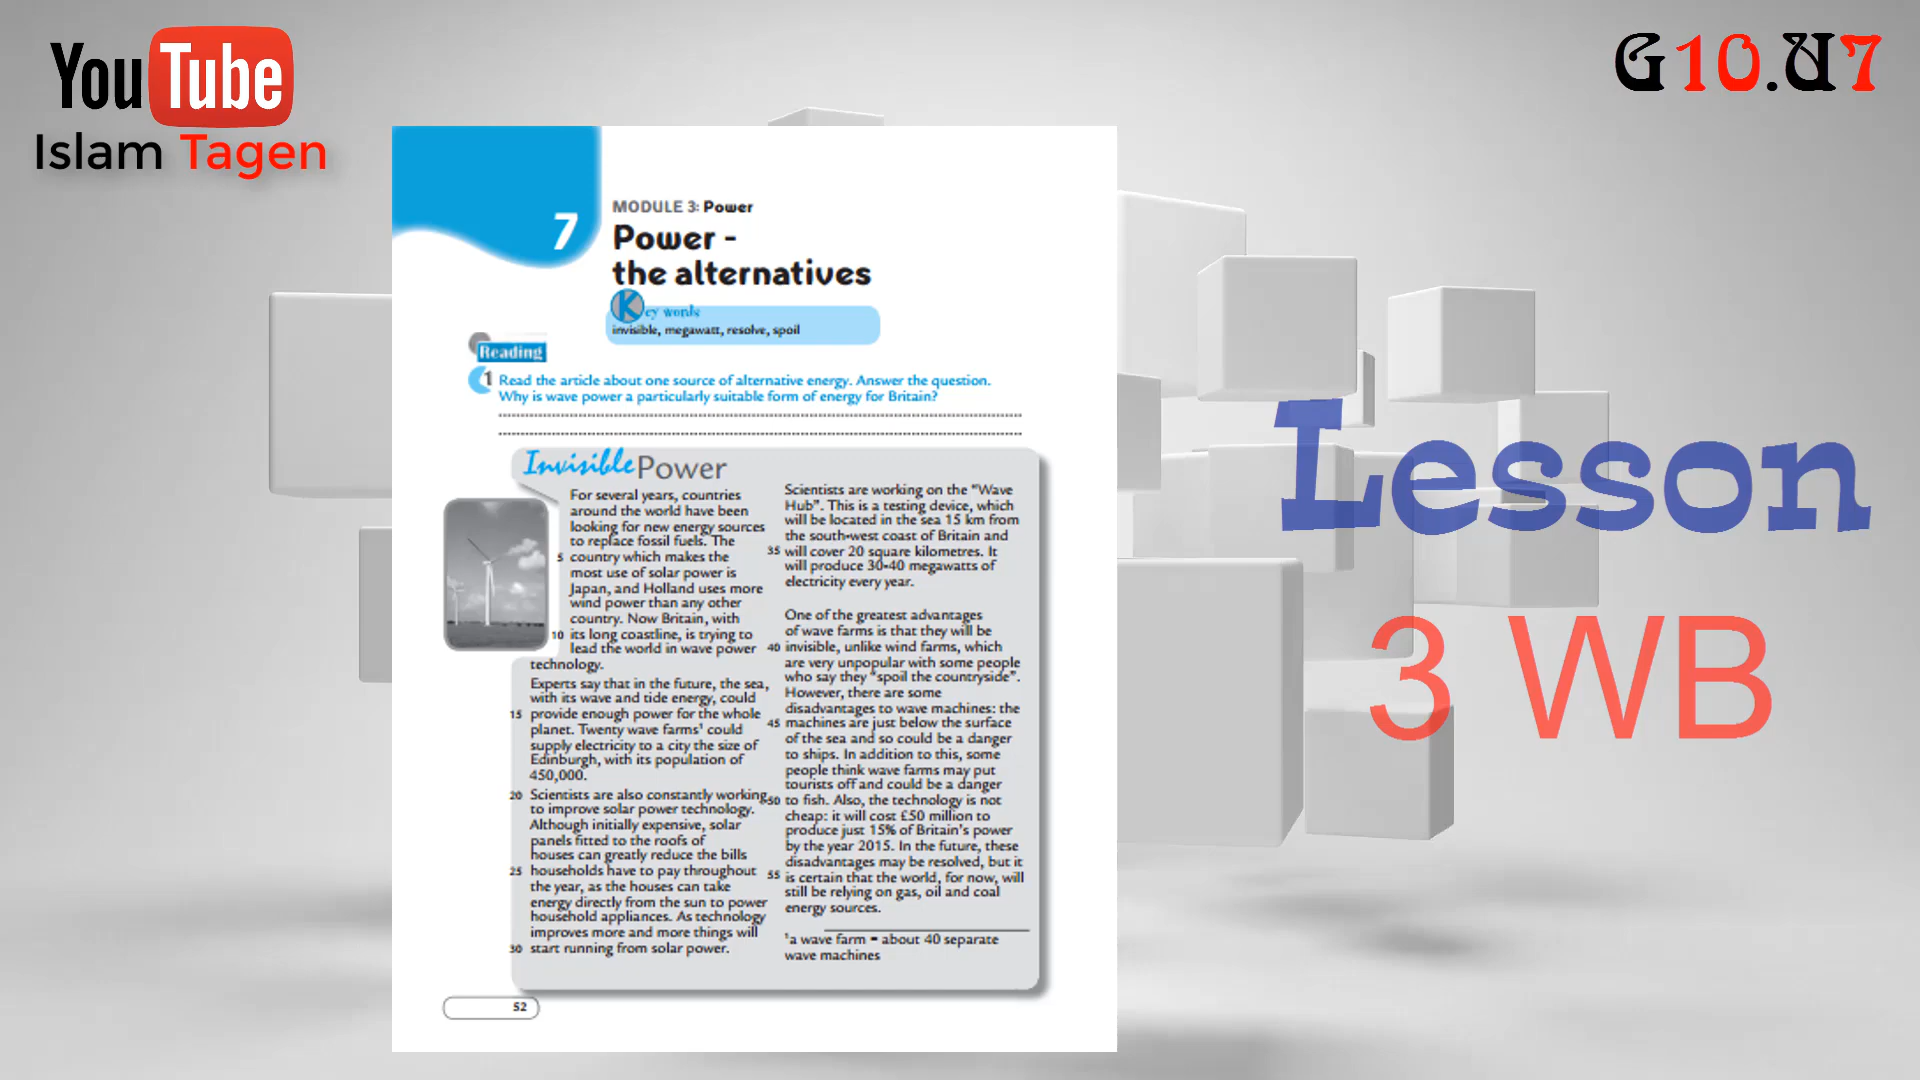 YouTube
Islam Tagen
G10.U7
7
MODULE 3: Power
Power -
the alternatives
Key words
invisible, megawatt, resolve, spoil
Reading
1 Read the article about one source of alternative energy. Answer the question.
Why is wave power a particularly suitable form of energy for Britain?
Invisible Power
For several years, countries
around the world have been
looking for new energy sources
to replace fossil fuels. The
5 country which makes the
most use of solar power is
Japan, and Holland uses more
wind power than any other
country. Now Britain, with
10 its long coastline, is trying to
lead the world in wave power
technology.
Experts say that in the future, the sea,
with its wave and tide energy, could
15 provide enough power for the whole
planet. Twenty wave farms¹ could
supply electricity to a city the size of
Edinburgh, with its population of
450,000.
20 Scientists are also constantly working
to improve solar power technology.
Although initially expensive, solar
panels fitted to the roofs of
houses can greatly reduce the bills
25 households have to pay throughout
the year, as the houses can take
energy directly from the sun to power
household appliances. As technology
improves more and more things will
30 start running from solar power.
Scientists are working on the "Wave
Hub". This is a testing device, which
will be located in the sea 15 km from
the south-west coast of Britain and
35 will cover 20 square kilometres. It
will produce 30-40 megawatts of
electricity every year.
One of the greatest advantages
of wave farms is that they will be
40 invisible, unlike wind farms, which
are very unpopular with some people
who say they "spoil the countryside".
However, there are some
disadvantages to wave machines: the
45 machines are just below the surface
of the sea and so could be a danger
to ships. In addition to this, some
people think wave farms may put
tourists off and could be a danger
50 to fish. Also, the technology is not
cheap: it will cost £50 million to
produce just 15% of Britain's power
by the year 2015. In the future, these
disadvantages may be resolved, but it
55 is certain that the world, for now, will
still be relying on gas, oil and coal
energy sources.
¹a wave farm = about 40 separate
wave machines
52
Lesson
3 WB